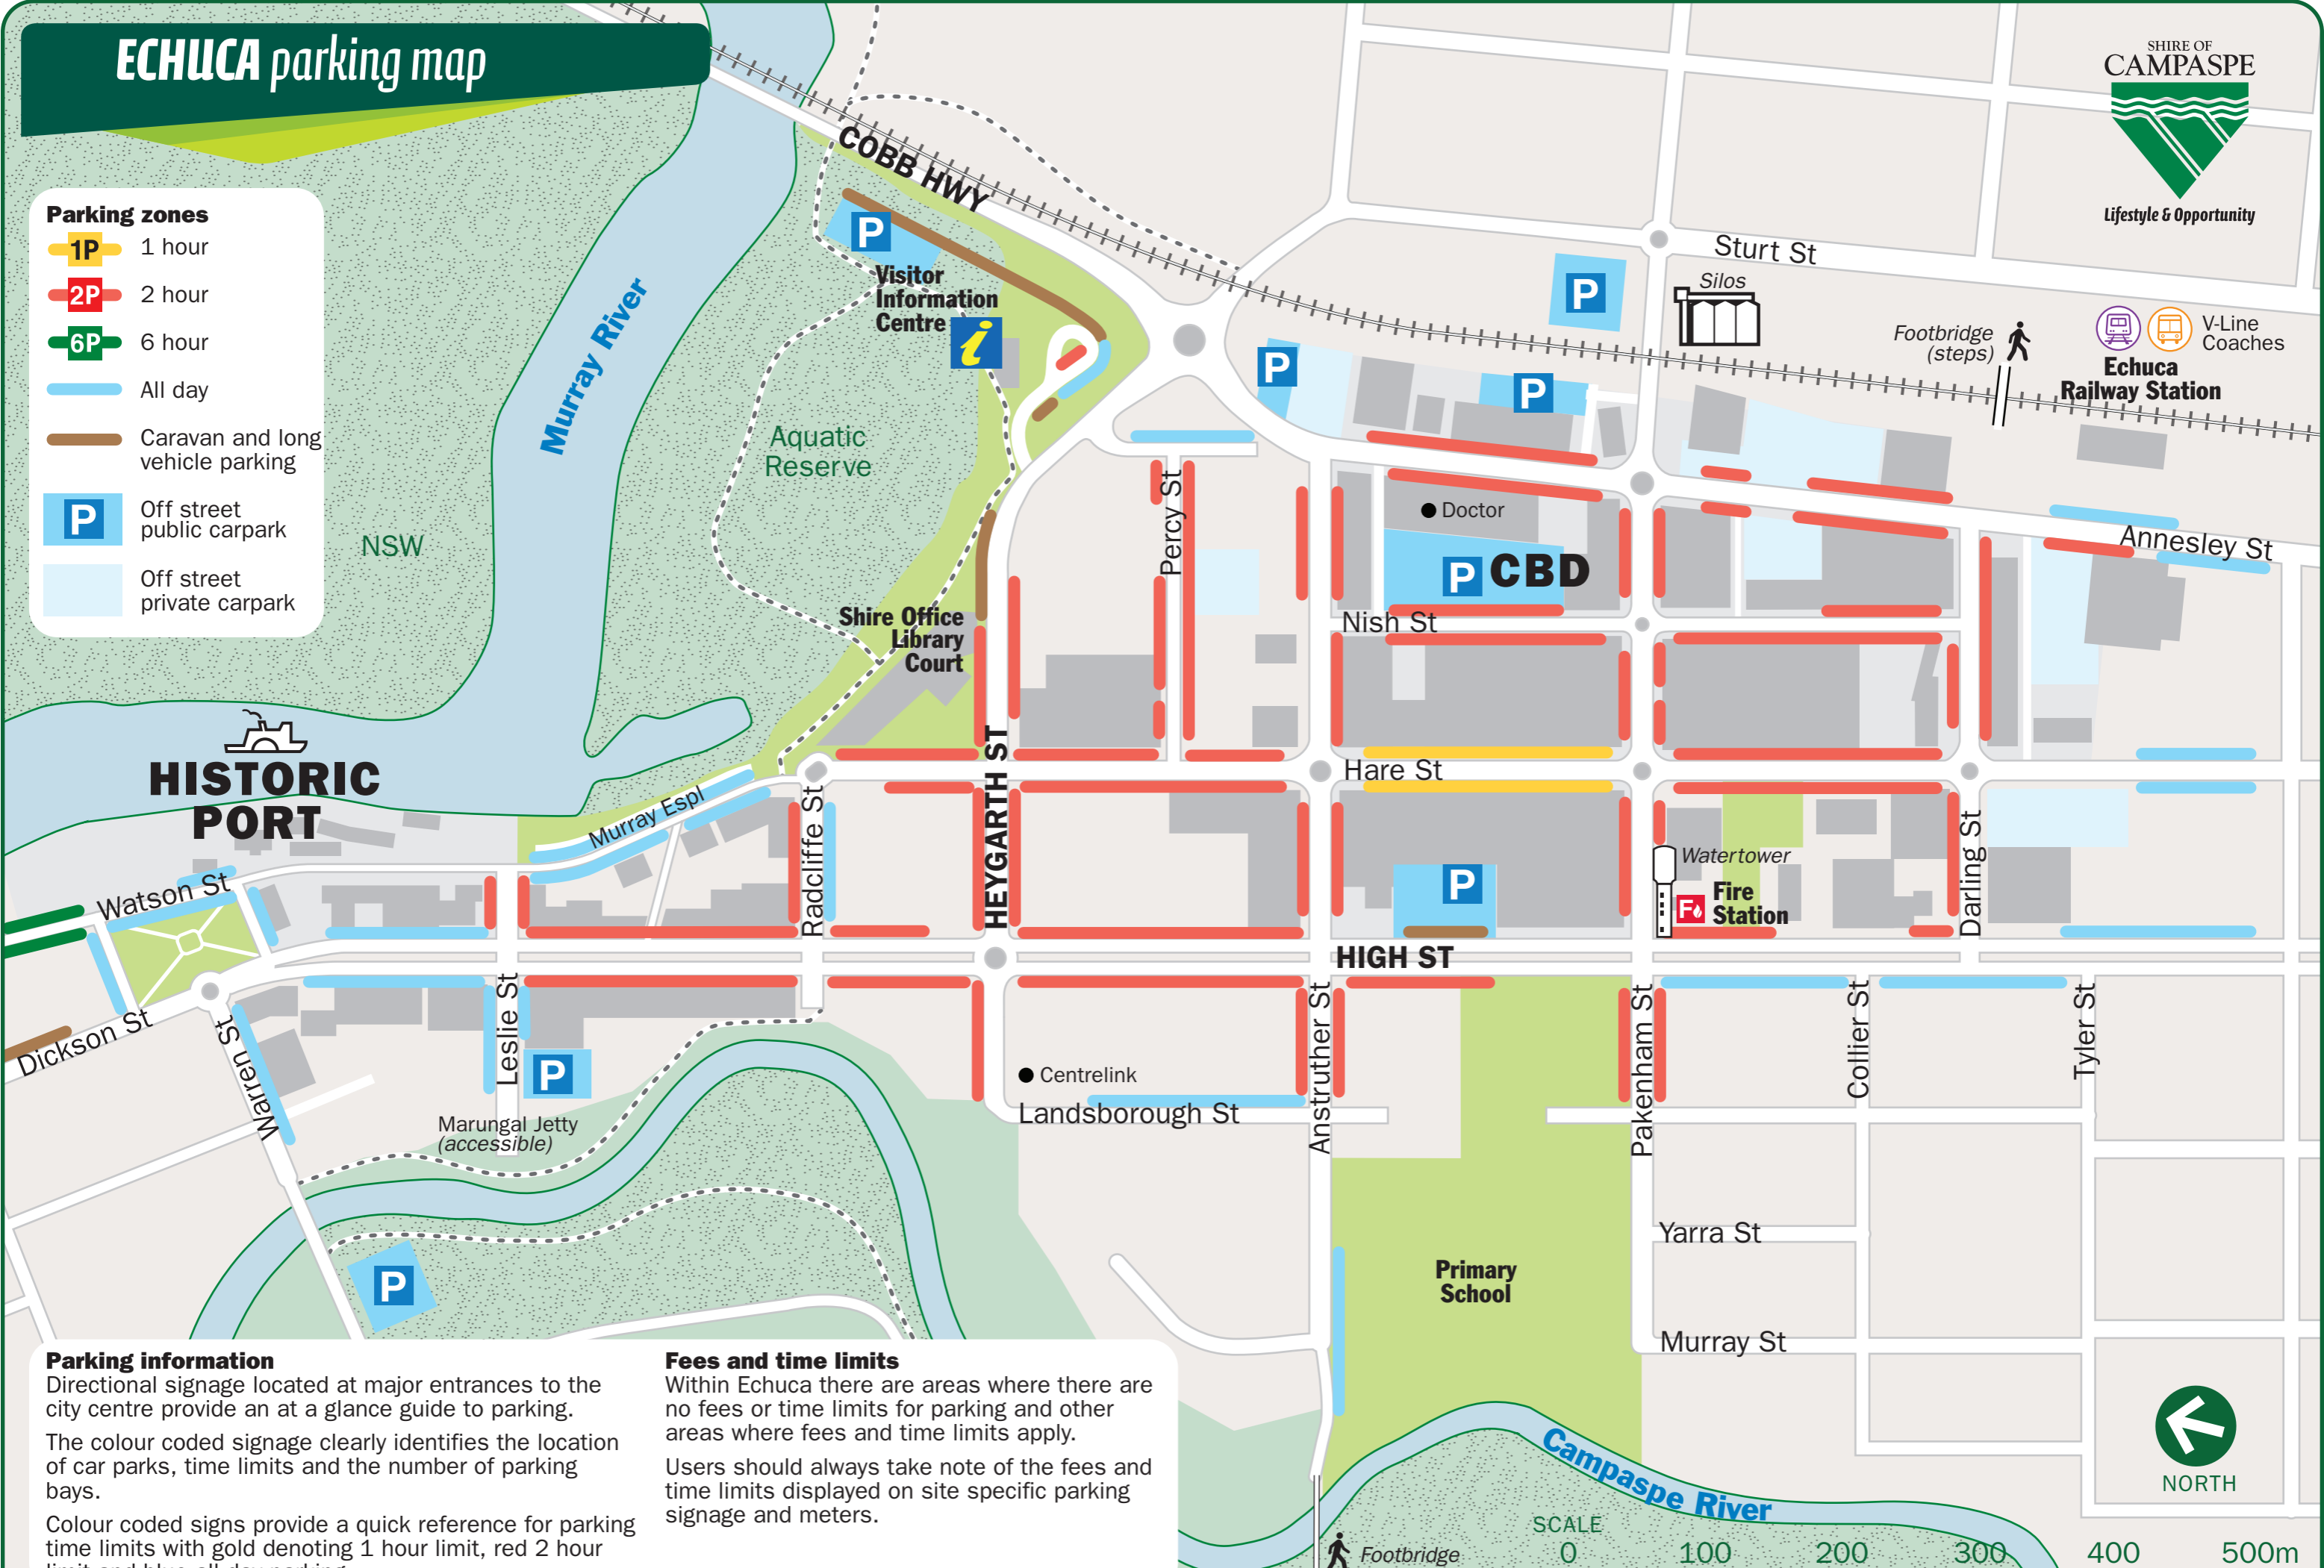 ECHUCA parking map
SHIRE OF
CAMPASPE
Lifestyle & Opportunity
Parking zones
1P 1 hour
2P 2 hour
6P 6 hour
All day
Caravan and long
vehicle parking
P Off street
public carpark
Off street
private carpark
COBB HWY
P
Visitor
Information
Centre
i
Murray River
Aquatic
Reserve
NSW
Sturt St
Silos
P
P
P
Footbridge
(steps)
V-Line
Coaches
Echuca
Railway Station
Percy St
Doctor
P CBD
Annesley St
Nish St
Shire Office
Library
Court
HISTORIC
PORT
HEYGARTH ST
Hare St
Murray Espl
Radcliffe St
Watson St
P
Watertower
F
Fire
Station
Darling St
HIGH ST
Dickson St
Warren St
Leslie St
P
Marungal Jetty
(accessible)
Centrelink
Landsborough St
Anstruther St
Pakenham St
Collier St
Tyler St
P
Yarra St
Primary
School
Murray St
Campaspe River
NORTH
Footbridge
SCALE
0 100 200 300 400 500m
Parking information
Directional signage located at major entrances to the
city centre provide an at a glance guide to parking.
The colour coded signage clearly identifies the location
of car parks, time limits and the number of parking
bays.
Colour coded signs provide a quick reference for parking
time limits with gold denoting 1 hour limit, red 2 hour
limit and blue all day parking.
Fees and time limits
Within Echuca there are areas where there are
no fees or time limits for parking and other
areas where fees and time limits apply.
Users should always take note of the fees and
time limits displayed on site specific parking
signage and meters.